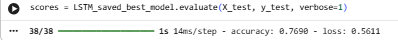 scores = LSTM_saved_best_model.evaluate(X_test, y_test, verbose=1)
38/38 ━━━━━━━━━━━━━━━━━━━━ 1s 14ms/step - accuracy: 0.7690 - loss: 0.5611